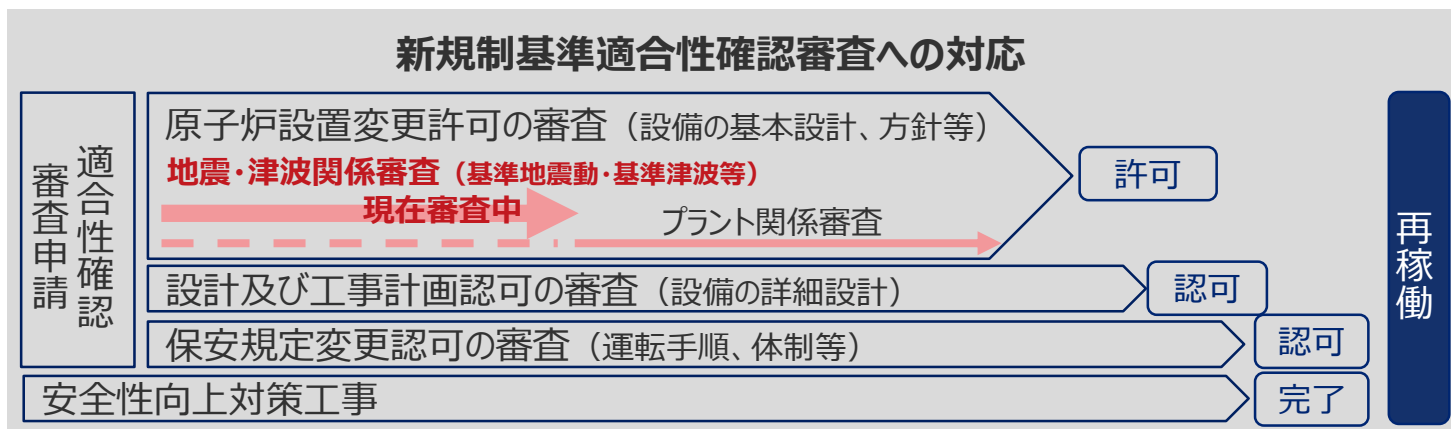 新規制基準適合性確認審査への対応
適合性確認
審査申請
原子炉設置変更許可の審査（設備の基本設計、方針等）
地震・津波関係審査（基準地震動・基準津波等）
現在審査中
プラント関係審査
許可
設計及び工事計画認可の審査（設備の詳細設計）
認可
保安規定変更認可の審査（運転手順、体制等）
認可
安全性向上対策工事
完了
再稼働